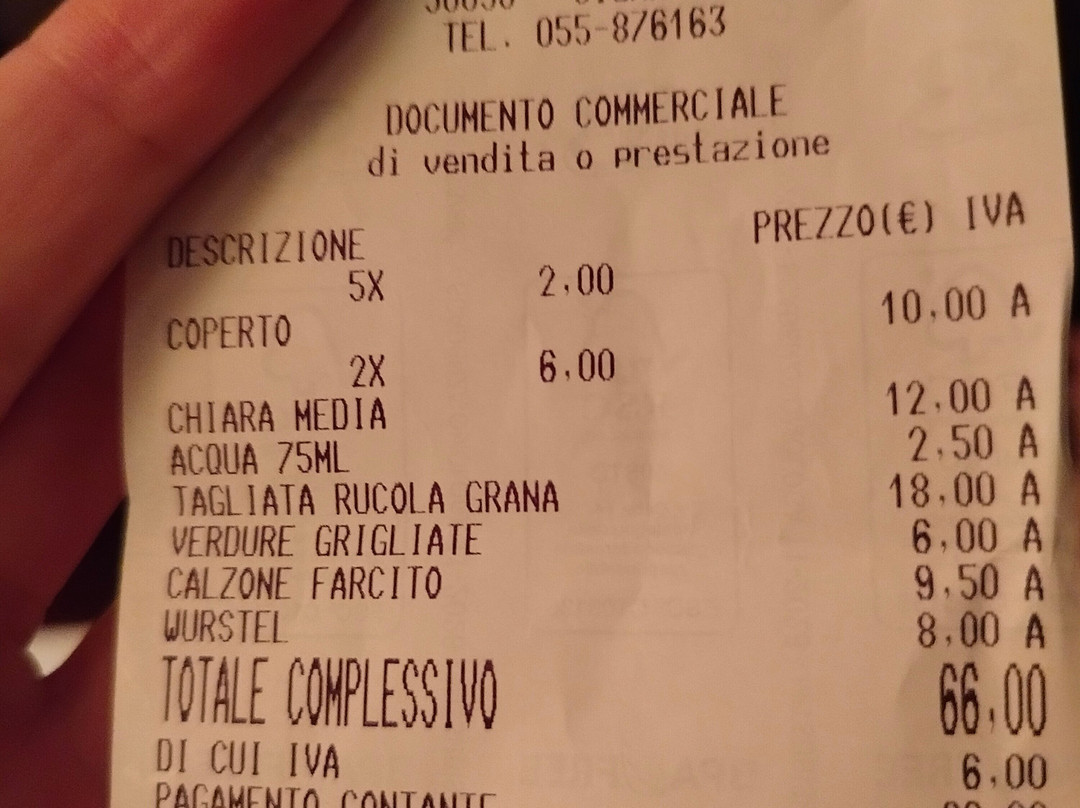 TEL. 055-876163
DOCUMENTO COMMERCIALE
di vendita o prestazione
DESCRIZIONE PREZZO(€) IVA
5X 2,00
COPERTO 10,00 A
2X 6,00
CHIARA MEDIA 12,00 A
ACQUA 75ML 2,50 A
TAGLIATA RUCOLA GRANA 18,00 A
VERDURE GRIGLIATE 6,00 A
CALZONE FARCITO 9,50 A
WURSTEL 8,00 A
TOTALE COMPLESSIVO 66,00
DI CUI IVA 6,00
PAGAMENTO CONTANTE